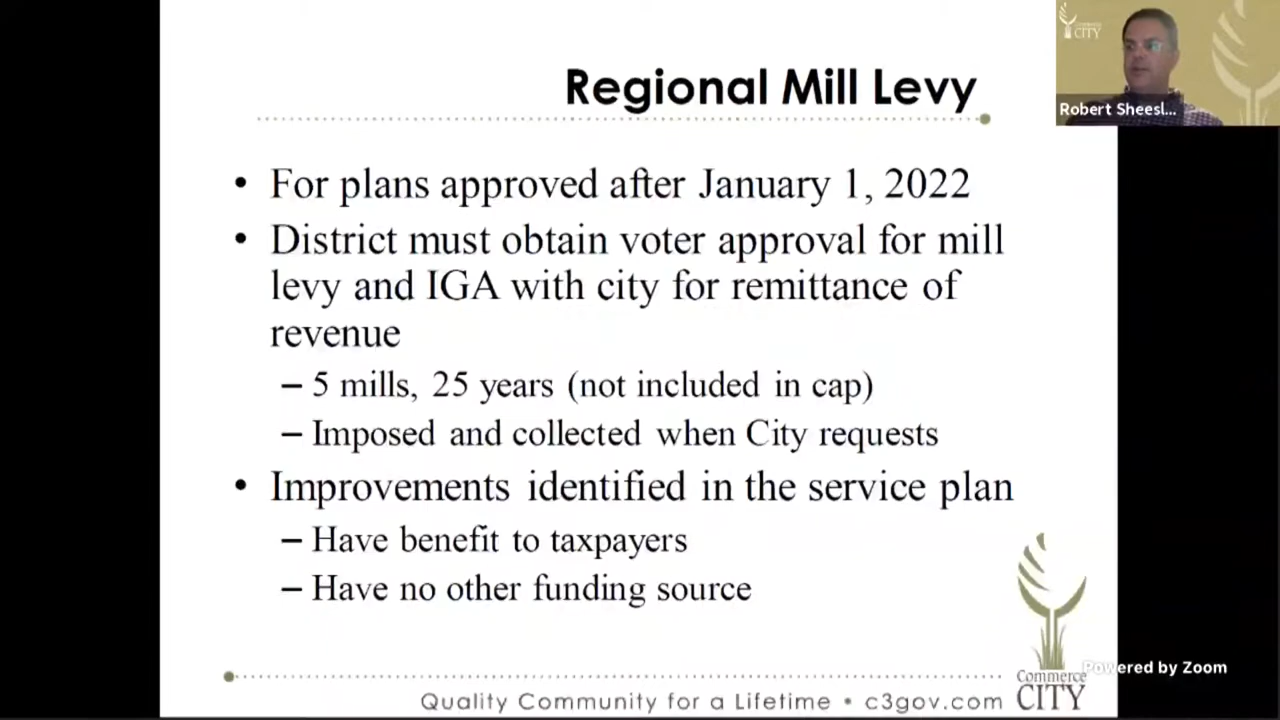 Regional Mill Levy
• For plans approved after January 1, 2022
• District must obtain voter approval for mill
levy and IGA with city for remittance of
revenue
– 5 mills, 25 years (not included in cap)
– Imposed and collected when City requests
• Improvements identified in the service plan
– Have benefit to taxpayers
– Have no other funding source
Quality Community for a Lifetime • c3gov.com
Commerce
CITY
Powered by Zoom
CITY
Robert Sheesl...